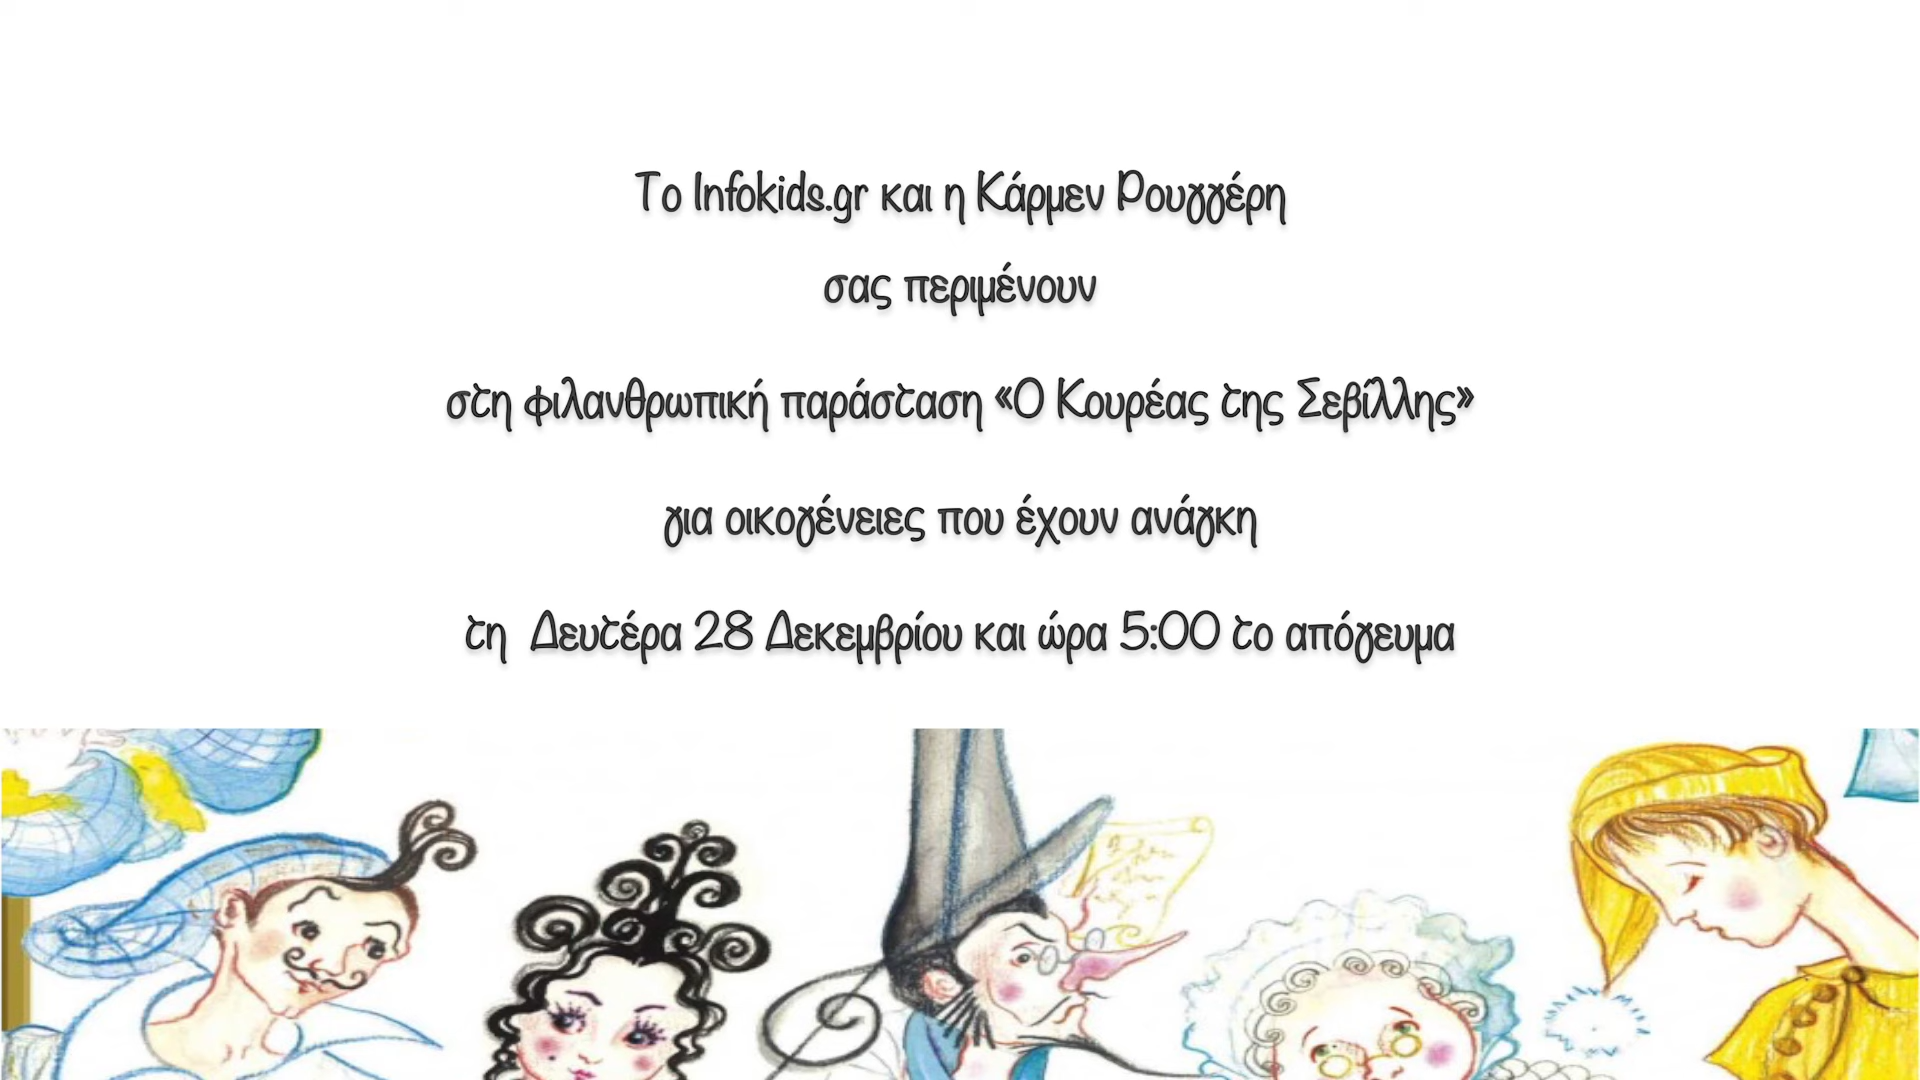 Το Infokids.gr και η Κάρμεν Ρουγγέρη
σας περιμένουν
στη φιλανθρωπική παράσταση «Ο Κουρέας της Σεβίλλης»
για οικογένειες που έχουν ανάγκη
τη Δευτέρα 28 Δεκεμβρίου και ώρα 5:00 το απόγευμα